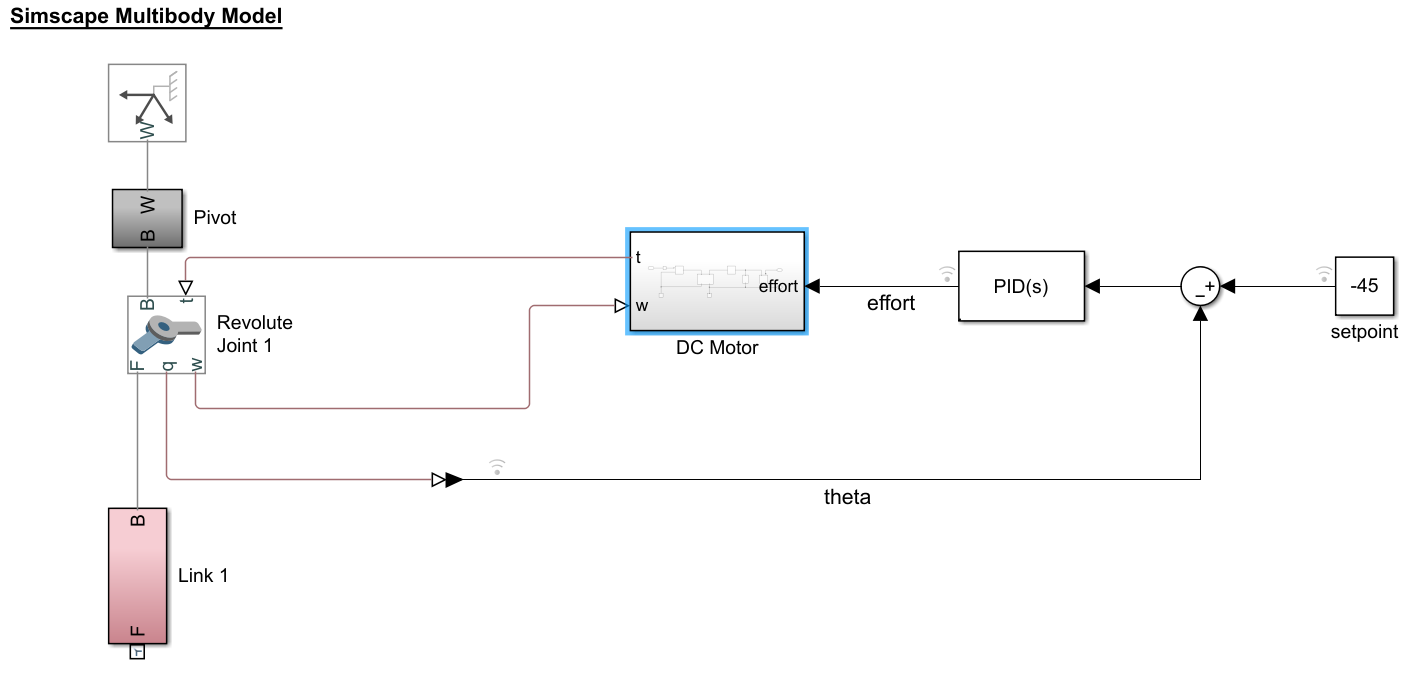 Simscape Multibody Model
W
W
B
Pivot
B
t
Revolute
Joint 1
F
q
w
t
w
effort
DC Motor
effort
PID(s)
+
−
-45
setpoint
theta
B
Link 1
F